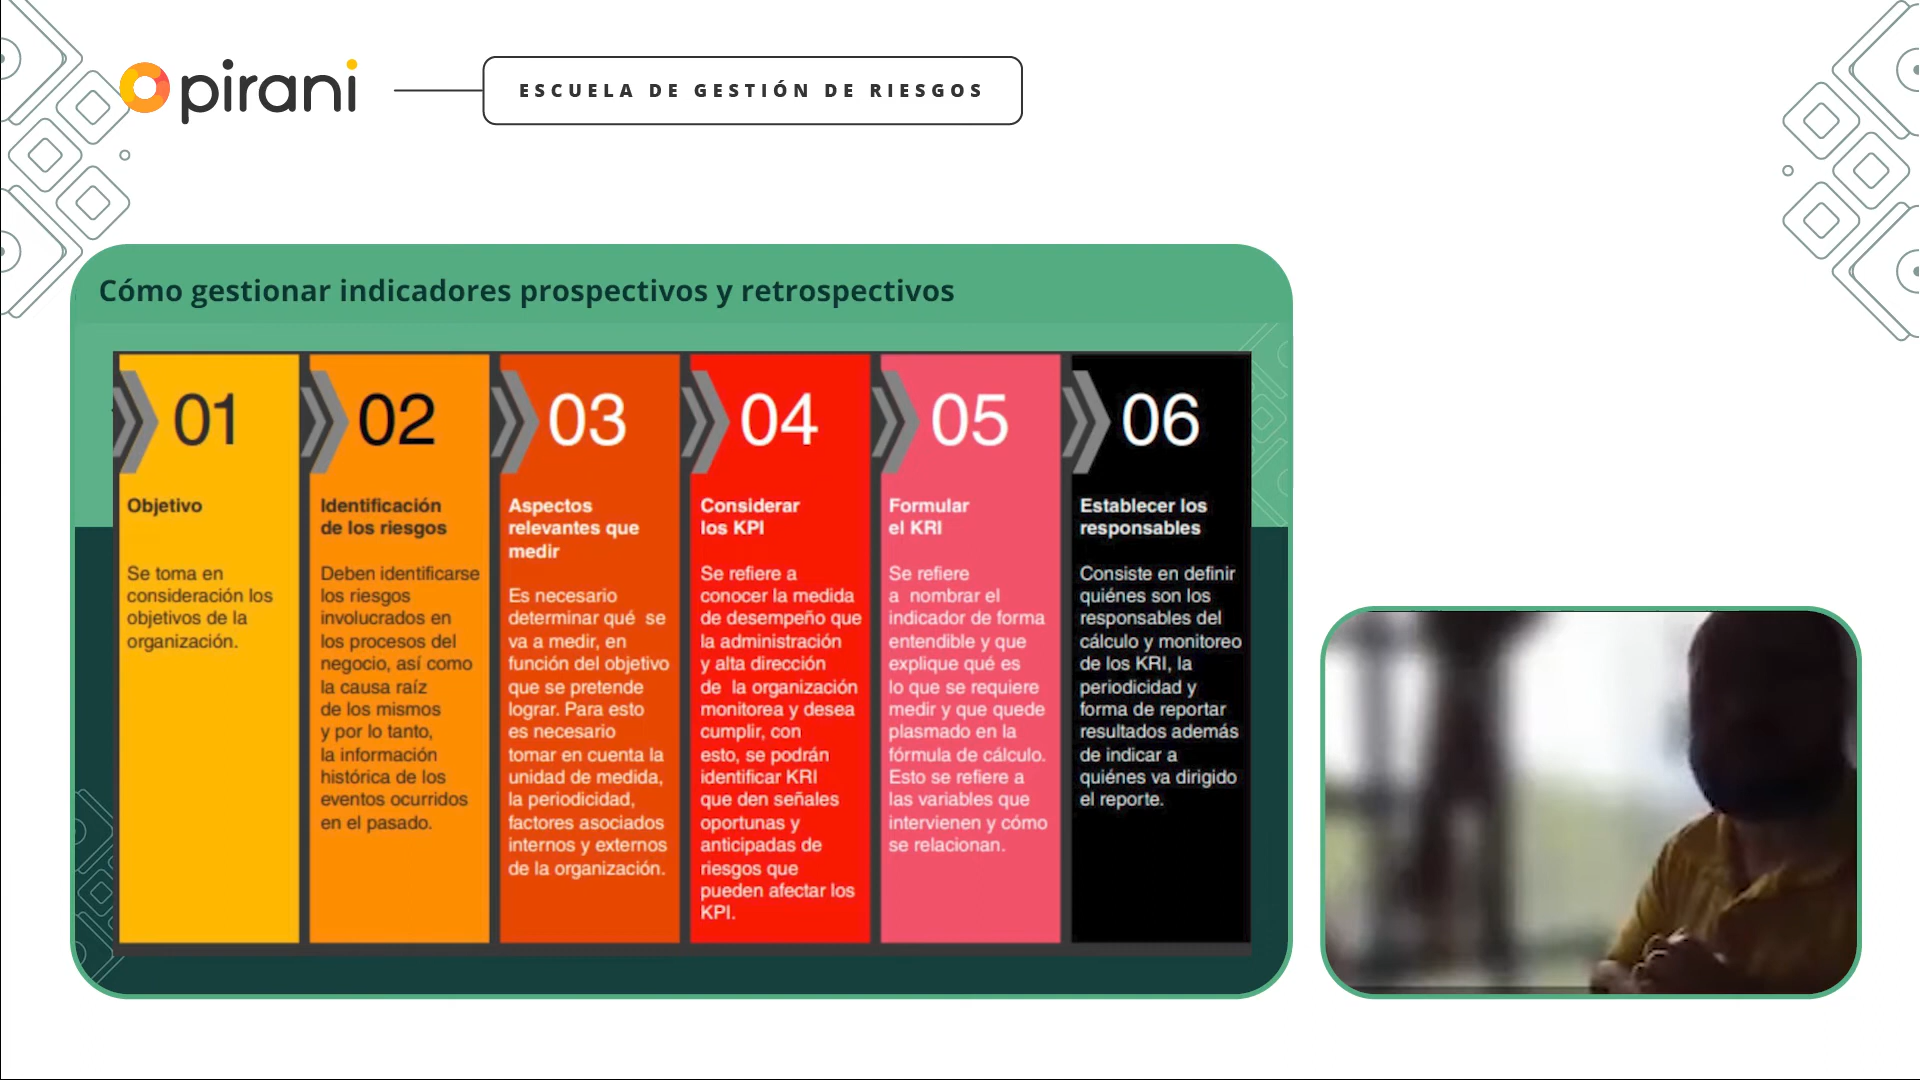 pirani
ESCUELA DE GESTIÓN DE RIESGOS
Cómo gestionar indicadores prospectivos y retrospectivos
01
Objetivo
Se toma en
consideración los
objetivos de la
organización.
02
Identificación
de los riesgos
Deben identificarse
los riesgos
involucrados en
los procesos del
negocio, así como
la causa raíz
de los mismos
y por lo tanto,
la información
histórica de los
eventos ocurridos
en el pasado.
03
Aspectos
relevantes que
medir
Es necesario
determinar qué se
va a medir, en
función del objetivo
que se pretende
lograr. Para esto
es necesario
tomar en cuenta la
unidad de medida,
la periodicidad,
factores asociados
internos y externos
de la organización.
04
Considerar
los KPI
Se refiere a
conocer la medida
de desempeño que
la administración
y alta dirección
de la organización
monitorea y desea
cumplir, con
esto, se podrán
identificar KRI
que den señales
oportunas y
anticipadas de
riesgos que
pueden afectar los
KPI.
05
Formular
el KRI
Se refiere
a nombrar el
indicador de forma
entendible y que
explique qué es
lo que se requiere
medir y que quede
plasmado en la
fórmula de cálculo.
Esto se refiere a
las variables que
intervienen y cómo
se relacionan.
06
Establecer los
responsables
Consiste en definir
quiénes son los
responsables del
cálculo y monitoreo
de los KRI, la
periodicidad y
forma de reportar
resultados además
de indicar a
quiénes va dirigido
el reporte.